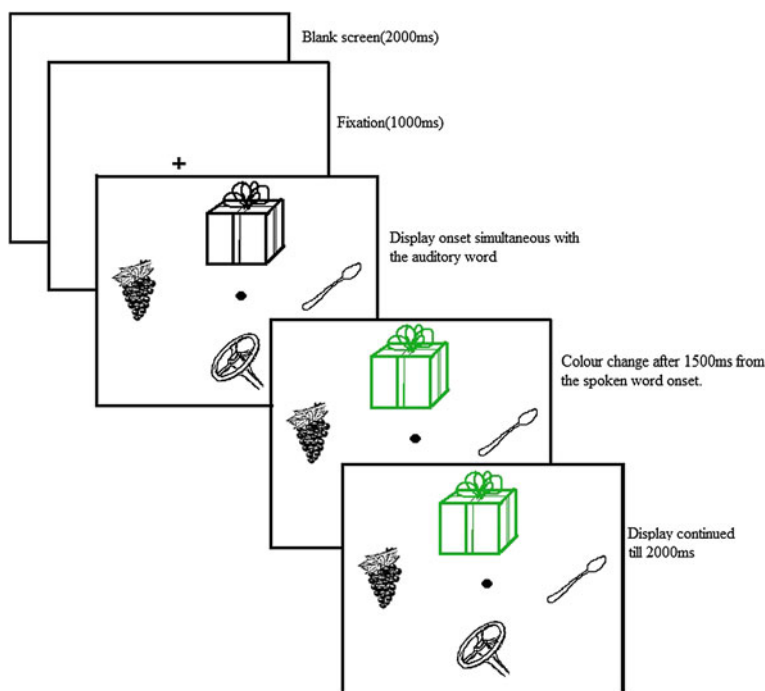 Blank screen(2000ms)
Fixation(1000ms)
Display onset simultaneous with
the auditory word
Colour change after 1500ms from
the spoken word onset.
Display continued
till 2000ms